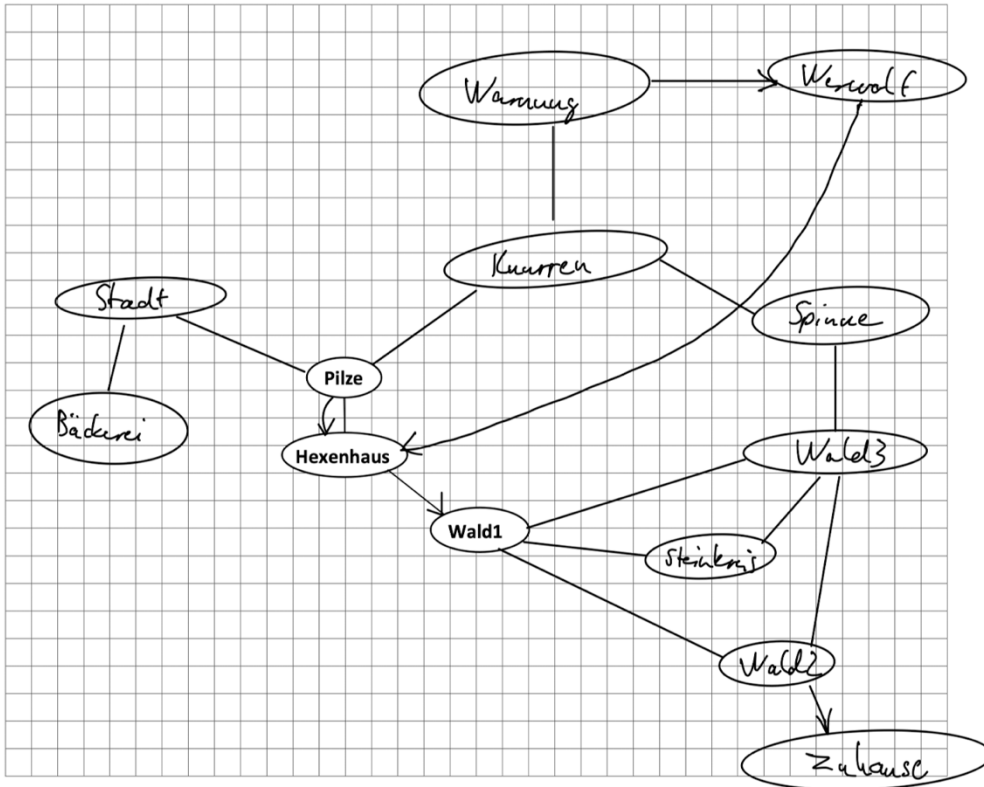 Warnung
Werwolf
Knurren
Stadt
Spinne
Pilze
Bäckerei
Hexenhaus
Wald3
Wald1
Steinkreis
Wald2
Zuhause